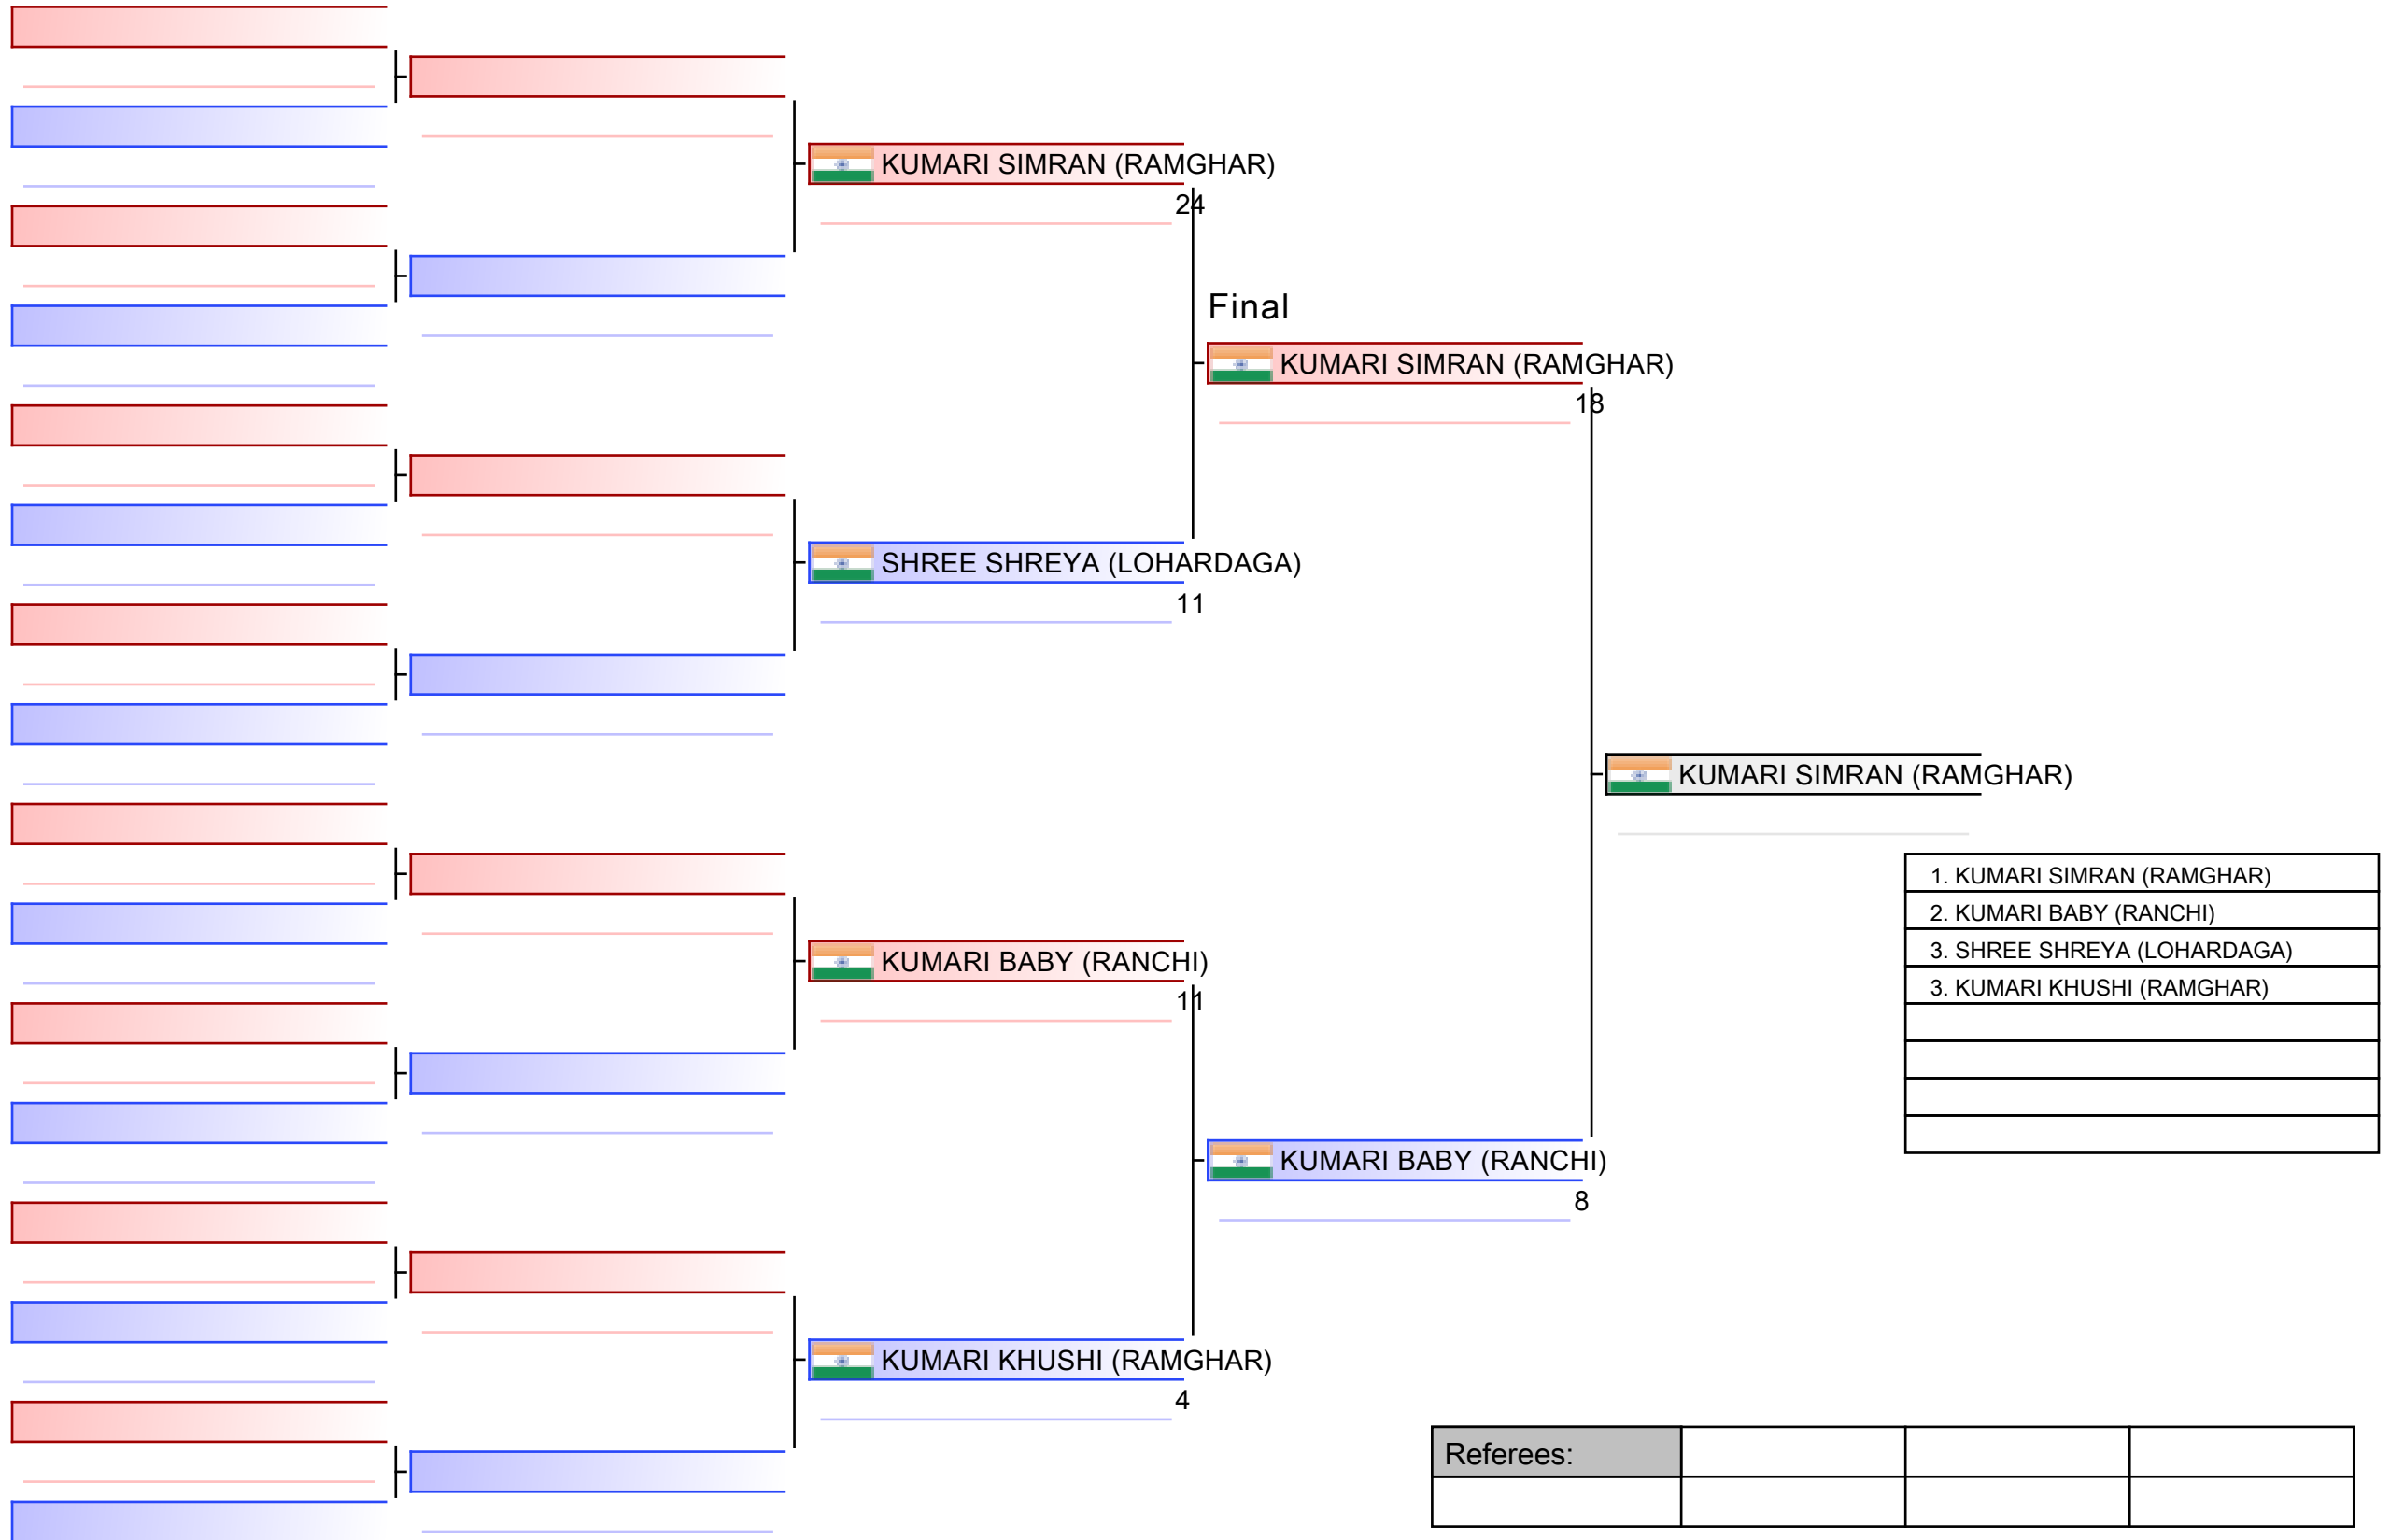 KUMARI SIMRAN (RAMGHAR)
24
Final
KUMARI SIMRAN (RAMGHAR)
18
SHREE SHREYA (LOHARDAGA)
11
KUMARI SIMRAN (RAMGHAR)
1. KUMARI SIMRAN (RAMGHAR)
2. KUMARI BABY (RANCHI)
3. SHREE SHREYA (LOHARDAGA)
3. KUMARI KHUSHI (RAMGHAR)
KUMARI BABY (RANCHI)
11
KUMARI BABY (RANCHI)
8
KUMARI KHUSHI (RAMGHAR)
4
Referees: